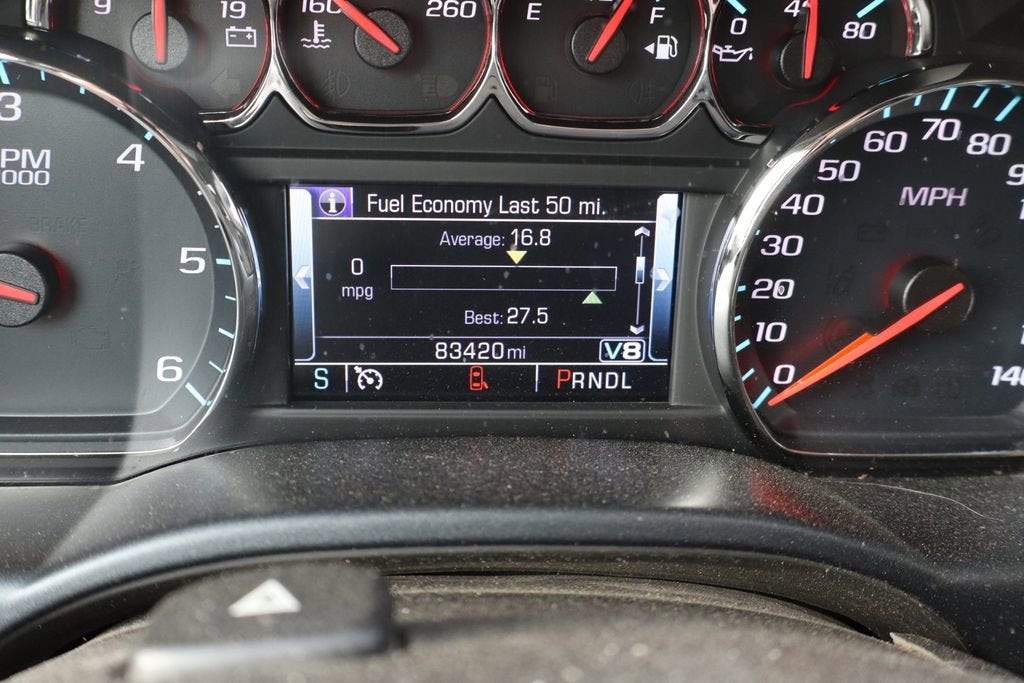 9 19 160 260 E F 0 4 80
3
4
5
6
Fuel Economy Last 50 mi.
Average: 16.8
0
mpg
Best: 27.5
83420 mi V8
S PRNDL
MPH
0
10
20
30
40
50
60
70
80
140